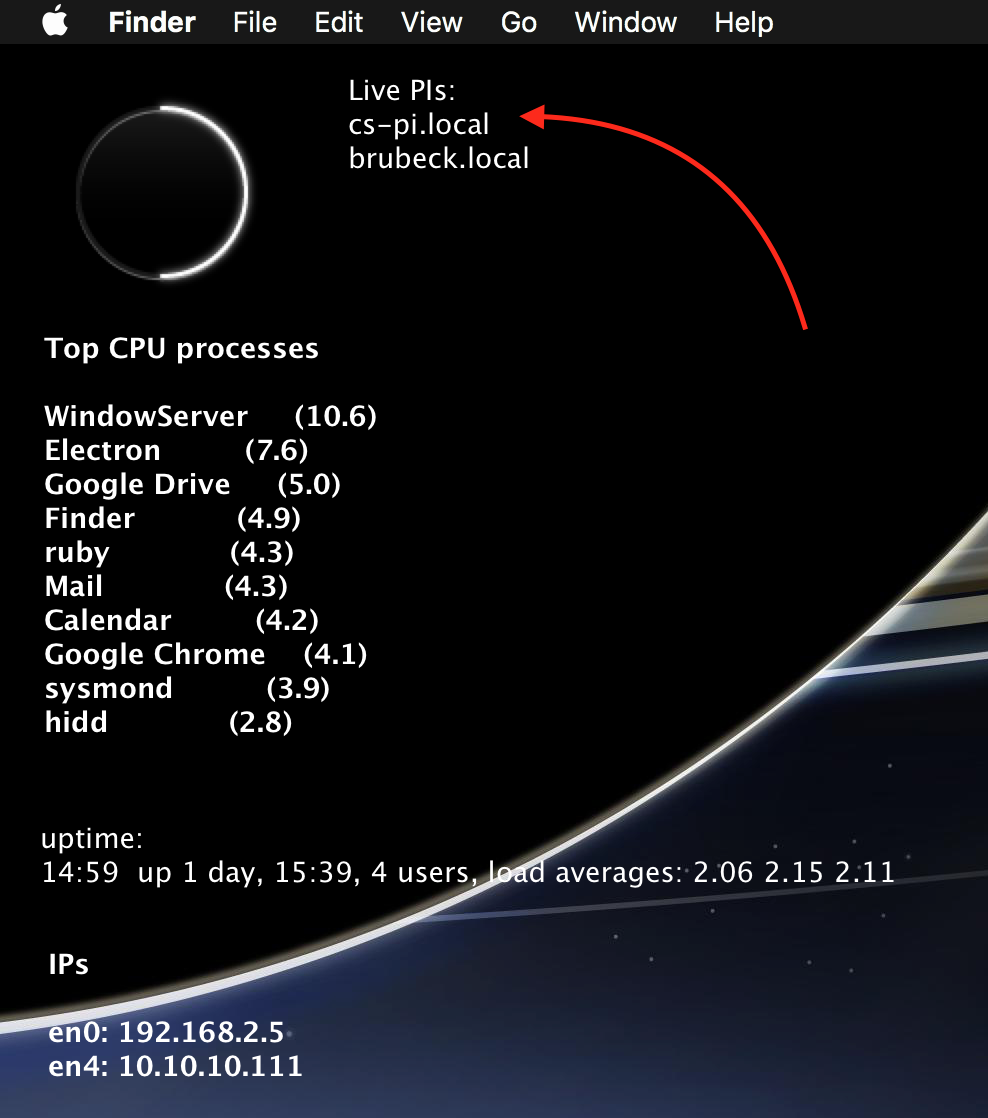 Finder File Edit View Go Window Help
Live PIs:
cs-pi.local
brubeck.local
Top CPU processes
WindowServer (10.6)
Electron (7.6)
Google Drive (5.0)
Finder (4.9)
ruby (4.3)
Mail (4.3)
Calendar (4.2)
Google Chrome (4.1)
sysmond (3.9)
hidd (2.8)
uptime:
14:59 up 1 day, 15:39, 4 users, load averages: 2.06 2.15 2.11
IPs
en0: 192.168.2.5
en4: 10.10.10.111